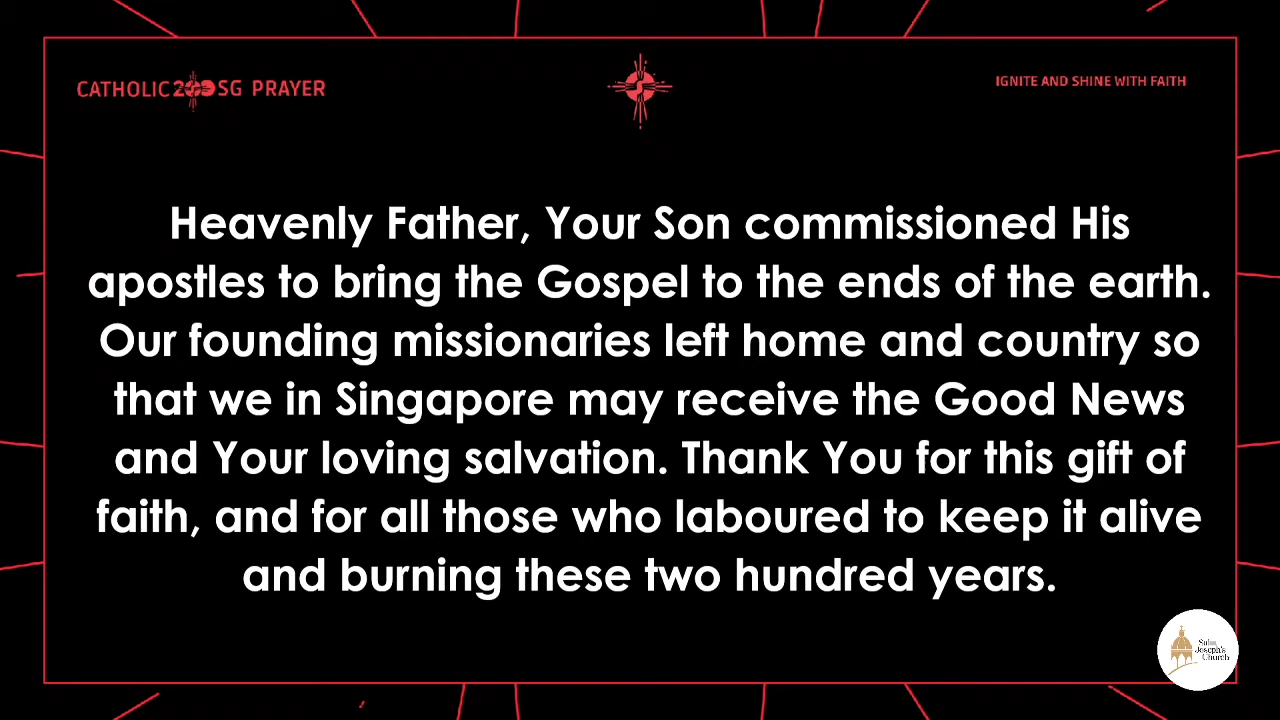 CATHOLIC200SG PRAYER
IGNITE AND SHINE WITH FAITH
Heavenly Father, Your Son commissioned His
apostles to bring the Gospel to the ends of the earth.
Our founding missionaries left home and country so
that we in Singapore may receive the Good News
and Your loving salvation. Thank You for this gift of
faith, and for all those who laboured to keep it alive
and burning these two hundred years.
Saint
Joseph's
Church